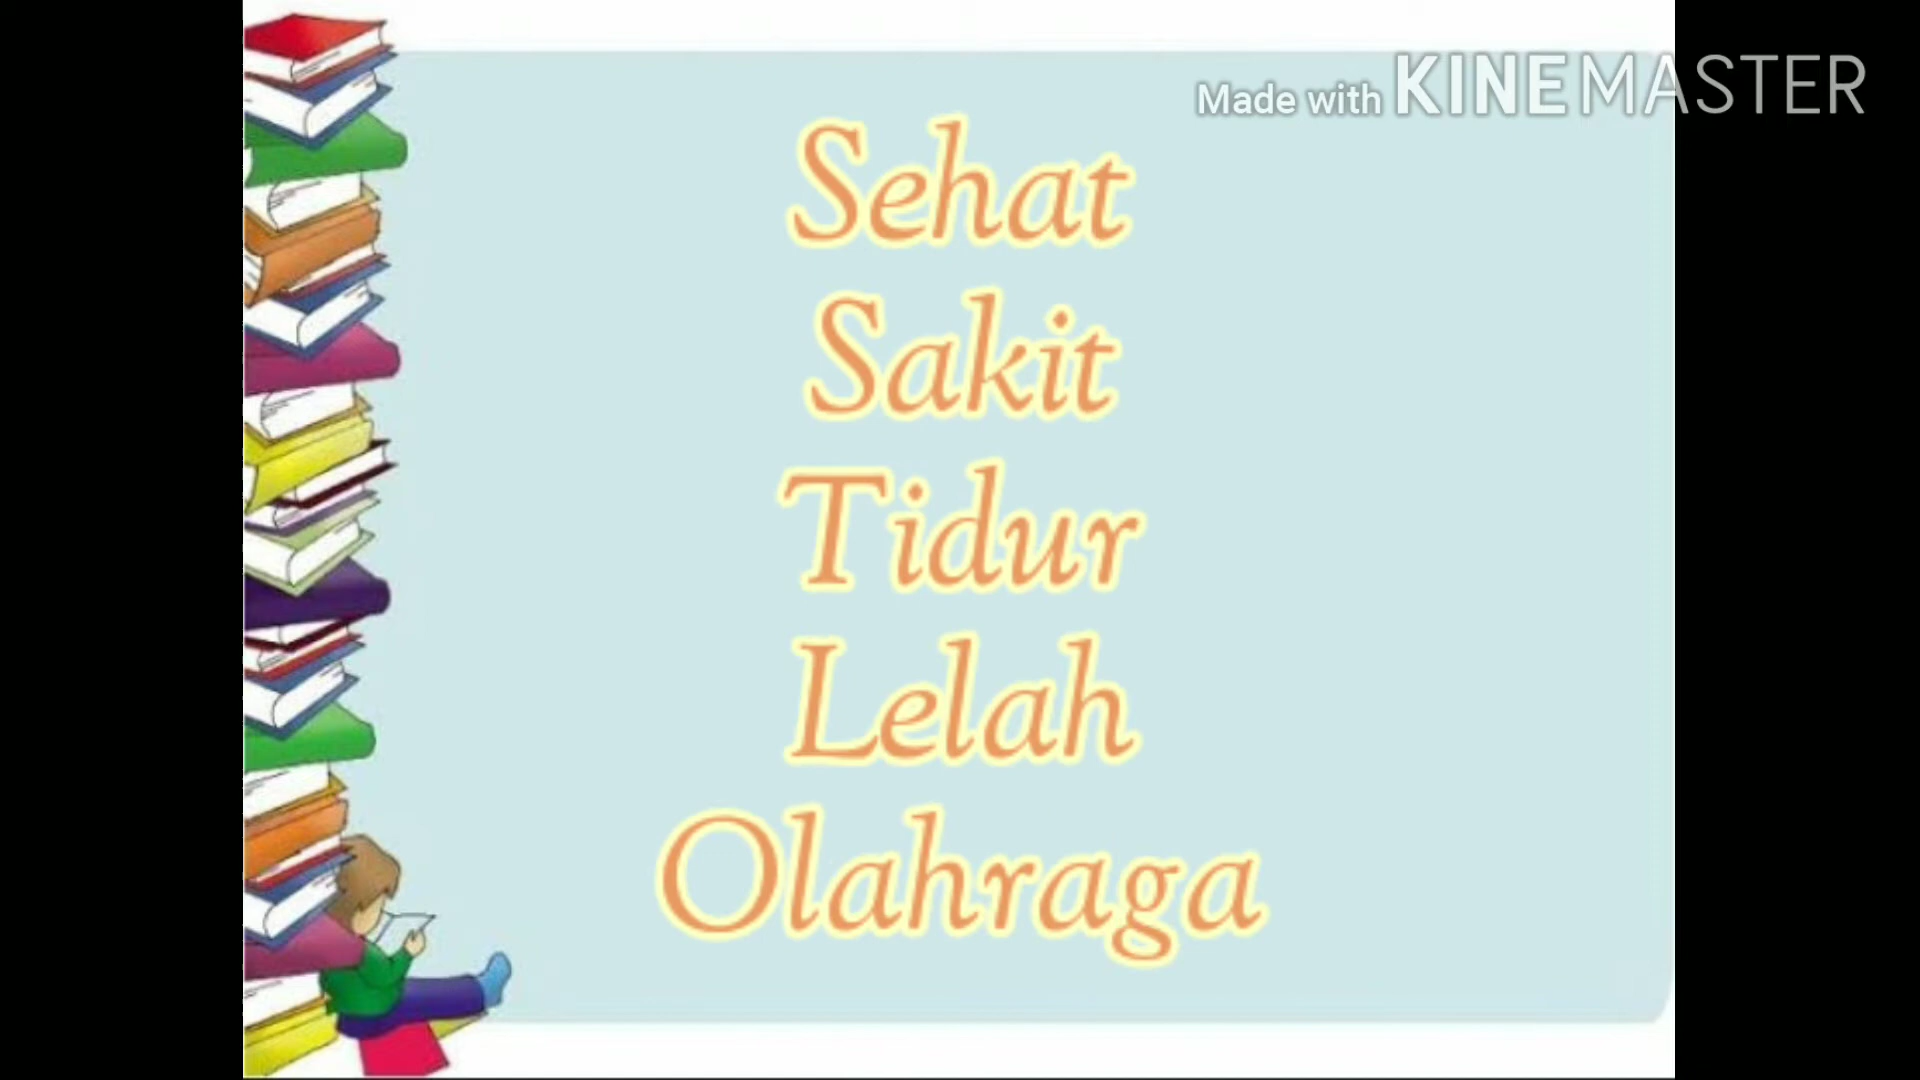 Made with KINEMASTER
Sehat
Sakit
Tidur
Lelah
Olahraga